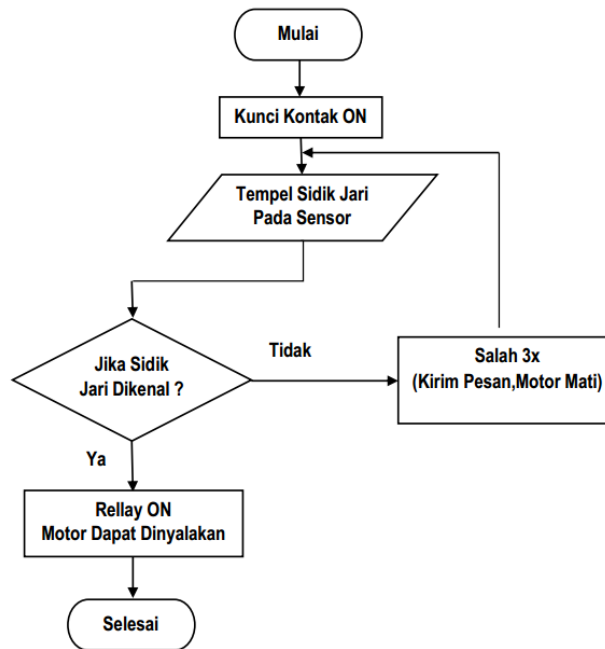 Mulai
Kunci Kontak ON
Tempel Sidik Jari
Pada Sensor
Jika Sidik
Jari Dikenal ?
Tidak
Salah 3x
(Kirim Pesan,Motor Mati)
Ya
Rellay ON
Motor Dapat Dinyalakan
Selesai